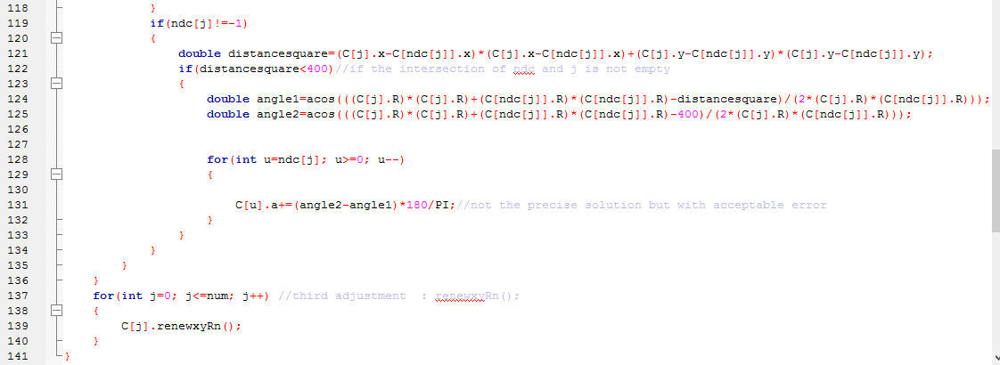 118 }
119 if(ndc[j]!=-1)
120 {
121 double distancesquare=(C[j].x-C[ndc[j]].x)*(C[j].x-C[ndc[j]].x)+(C[j].y-C[ndc[j]].y)*(C[j].y-C[ndc[j]].y);
122 if(distancesquare<400)//if the intersection of ndc and j is not empty
123 {
124 double angle1=acos(((C[j].R)*(C[j].R)+(C[ndc[j]].R)*(C[ndc[j]].R)-distancesquare)/(2*(C[j].R)*(C[ndc[j]].R)));
125 double angle2=acos(((C[j].R)*(C[j].R)+(C[ndc[j]].R)*(C[ndc[j]].R)-400)/(2*(C[j].R)*(C[ndc[j]].R)));
126
127
128 for(int u=ndc[j]; u>=0; u--)
129 {
130
131 C[u].a+=(angle2-angle1)*180/PI;//not the precise solution but with acceptable error
132 }
133 }
134 }
135 }
136 }
137 for(int j=0; j<=num; j++) //third adjustment : renewxyRn();
138 {
139 C[j].renewxyRn();
140 }
141 }